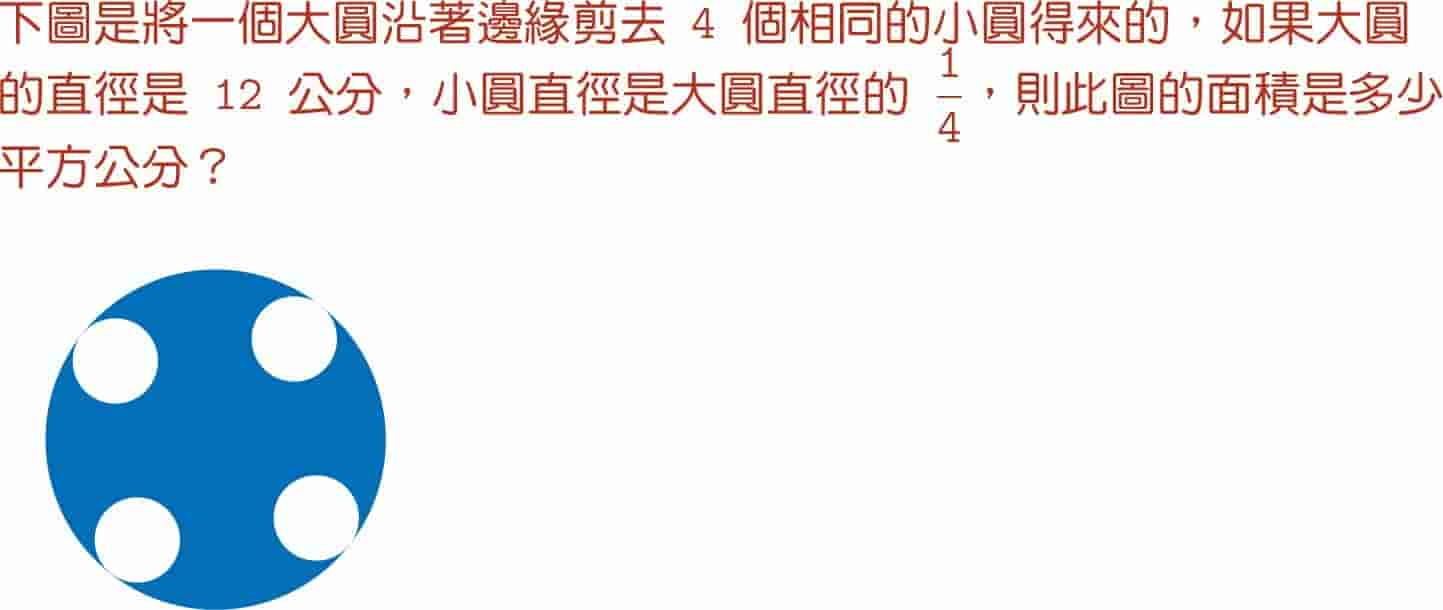 下圖是將一個大圓沿著邊緣剪去 4 個相同的小圓得來的，如果大圓
的直徑是 12 公分，小圓直徑是大圓直徑的 1/4，則此圖的面積是多少
平方公分？